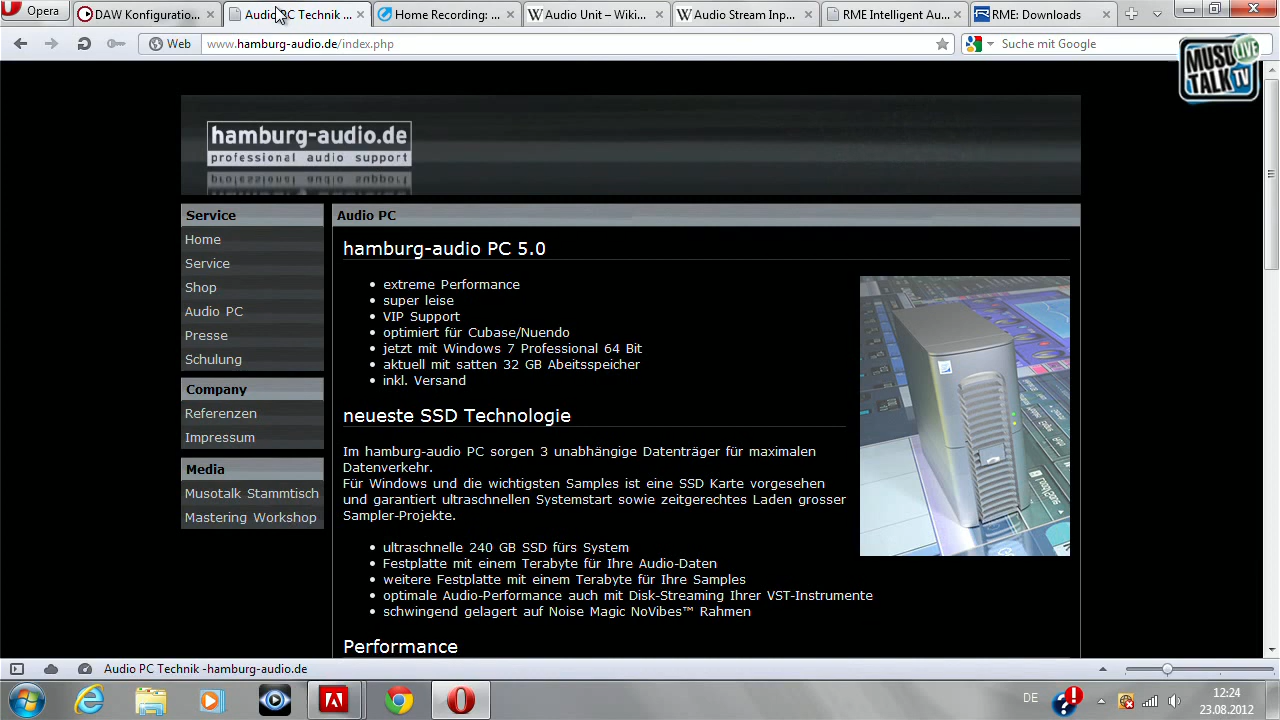 Opera
DAW Konfiguratio...
Audio PC Technik ...
Home Recording: ...
Audio Unit – Wiki...
Audio Stream Inp...
RME Intelligent Au...
RME: Downloads
Web
www.hamburg-audio.de/index.php
Suche mit Google
MUSO
TALK
LIVE
TV
hamburg-audio.de
professional audio support
Service
Home
Service
Shop
Audio PC
Presse
Schulung
Company
Referenzen
Impressum
Media
Musotalk Stammtisch
Mastering Workshop
Audio PC
hamburg-audio PC 5.0
extreme Performance
super leise
VIP Support
optimiert für Cubase/Nuendo
jetzt mit Windows 7 Professional 64 Bit
aktuell mit satten 32 GB Abeitsspeicher
inkl. Versand
neueste SSD Technologie
Im hamburg-audio PC sorgen 3 unabhängige Datenträger für maximalen
Datenverkehr.
Für Windows und die wichtigsten Samples ist eine SSD Karte vorgesehen
und garantiert ultraschnellen Systemstart sowie zeitgerechtes Laden grosser
Sampler-Projekte.
ultraschnelle 240 GB SSD fürs System
Festplatte mit einem Terabyte für Ihre Audio-Daten
weitere Festplatte mit einem Terabyte für Ihre Samples
optimale Audio-Performance auch mit Disk-Streaming Ihrer VST-Instrumente
schwingend gelagert auf Noise Magic NoVibes™ Rahmen
Performance
Audio PC Technik -hamburg-audio.de
DE
12:24
23.08.2012